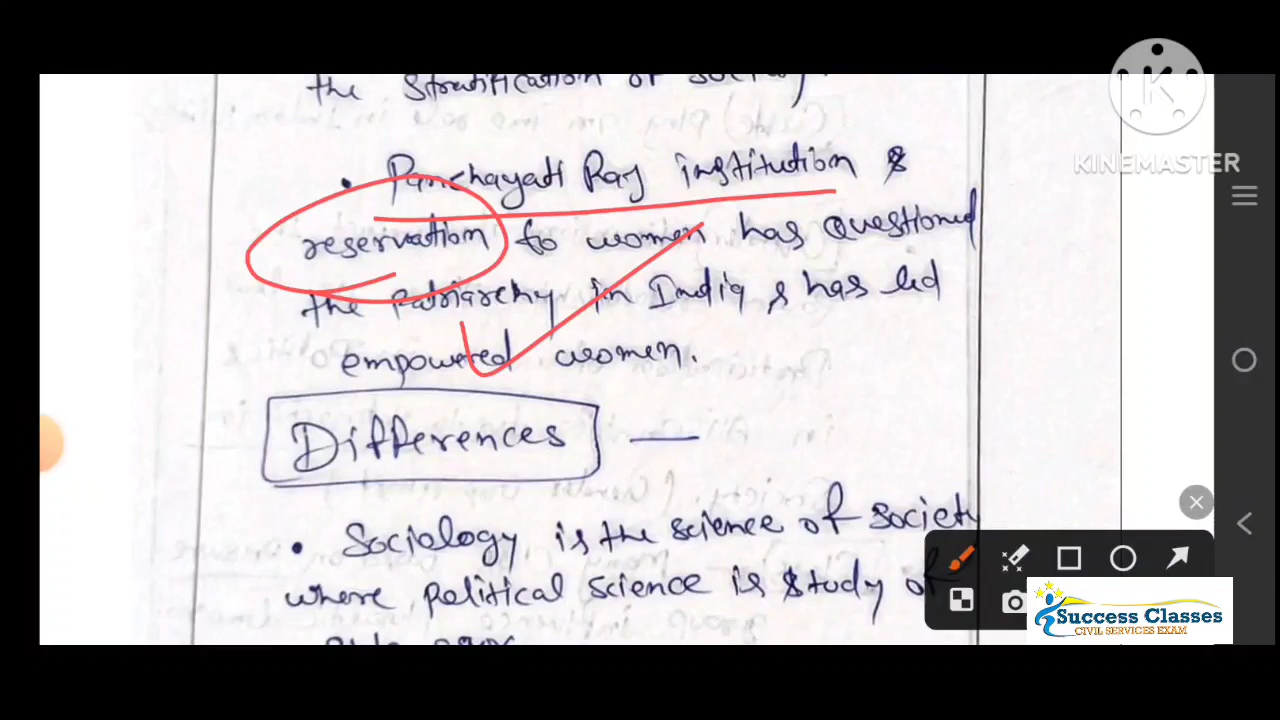 the stratification of society.
• Panchayati Raj institution &
reservation to women has questioned
the patriarchy in India & has led
empowered women.
Differences —
• Sociology is the science of society
where political science is study of
KINEMASTER
Success Classes
CIVIL SERVICES EXAM